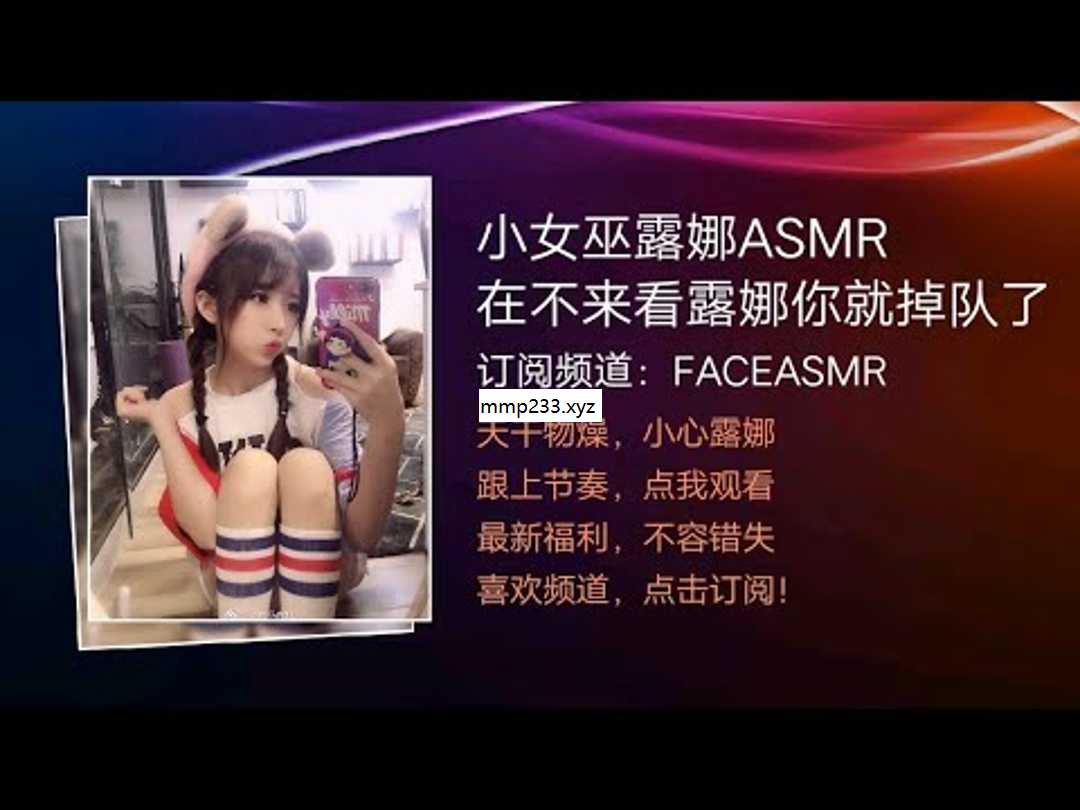 小女巫露娜ASMR
在不来看露娜你就掉队了
订阅频道：FACEASMR
mmp233.xyz
天干物燥，小心露娜
跟上节奏，点我观看
最新福利，不容错失
喜欢频道，点击订阅！